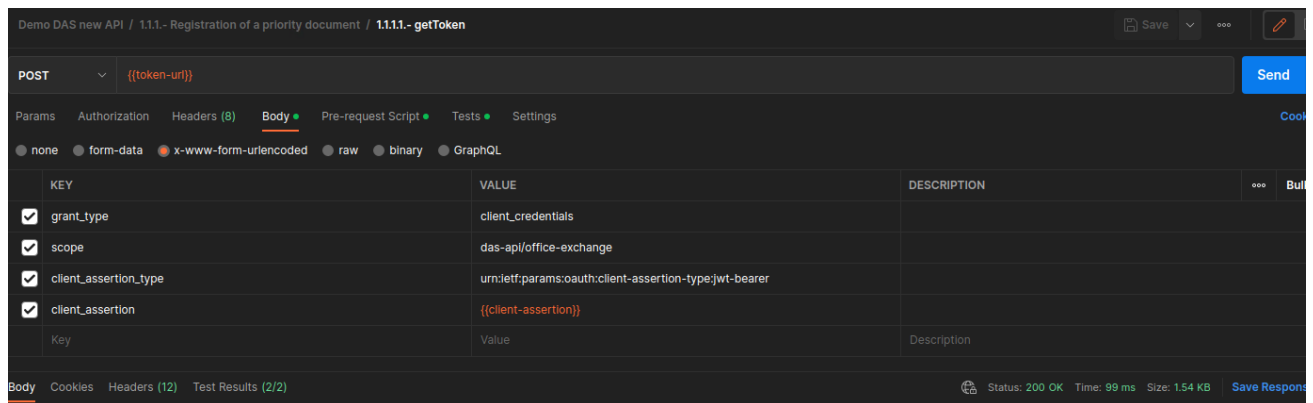 Demo DAS new API / 1.1.1.- Registration of a priority document / 1.1.1.1.- getToken Save
POST {{token-url}} Send
Params Authorization Headers (8) Body Pre-request Script Tests Settings Cook
none form-data x-www-form-urlencoded raw binary GraphQL
KEY VALUE DESCRIPTION Bull
grant_type client_credentials
scope das-api/office-exchange
client_assertion_type urn:ietf:params:oauth:client-assertion-type:jwt-bearer
client_assertion {{client-assertion}}
Key Value Description
Body Cookies Headers (12) Test Results (2/2) Status: 200 OK Time: 99 ms Size: 1.54 KB Save Respons